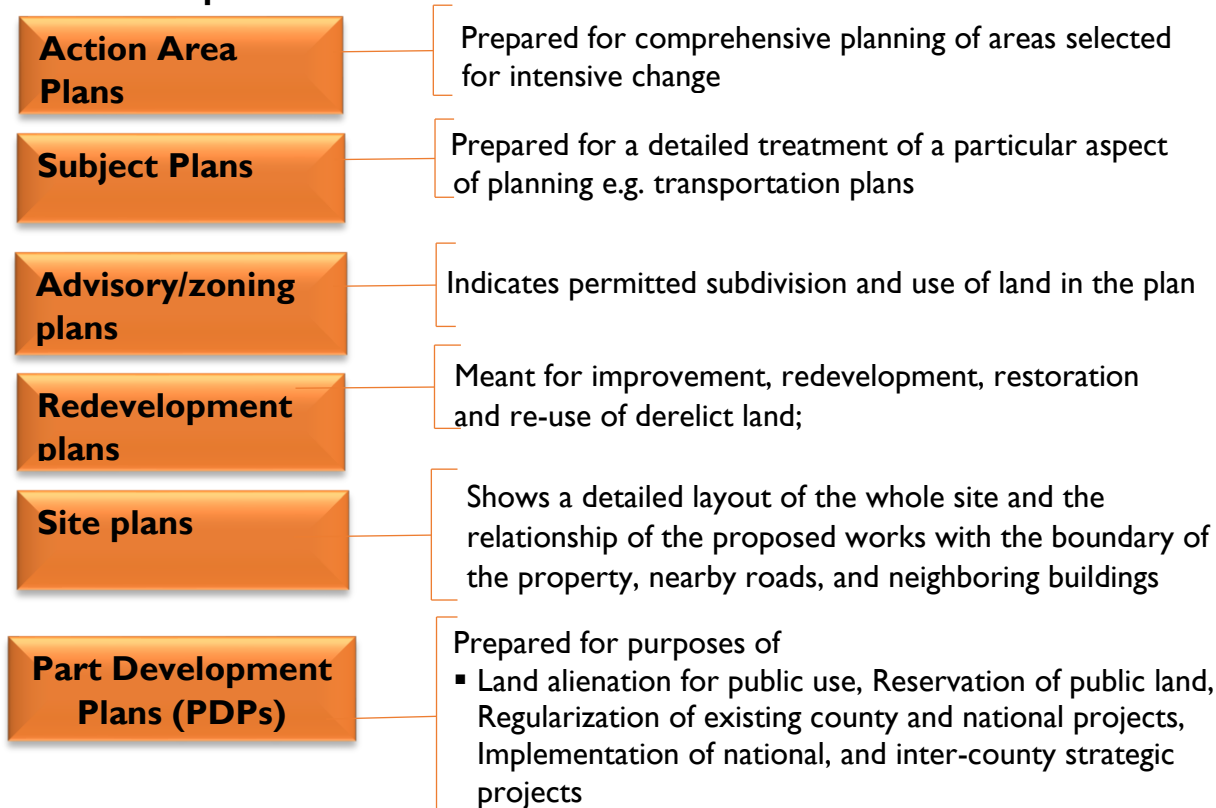 Action Area
Plans
Prepared for comprehensive planning of areas selected
for intensive change
Subject Plans
Prepared for a detailed treatment of a particular aspect
of planning e.g. transportation plans
Advisory/zoning
plans
Indicates permitted subdivision and use of land in the plan
Redevelopment
plans
Meant for improvement, redevelopment, restoration
and re-use of derelict land;
Site plans
Shows a detailed layout of the whole site and the
relationship of the proposed works with the boundary of
the property, nearby roads, and neighboring buildings
Part Development
Plans (PDPs)
Prepared for purposes of
▪ Land alienation for public use, Reservation of public land,
Regularization of existing county and national projects,
Implementation of national, and inter-county strategic
projects